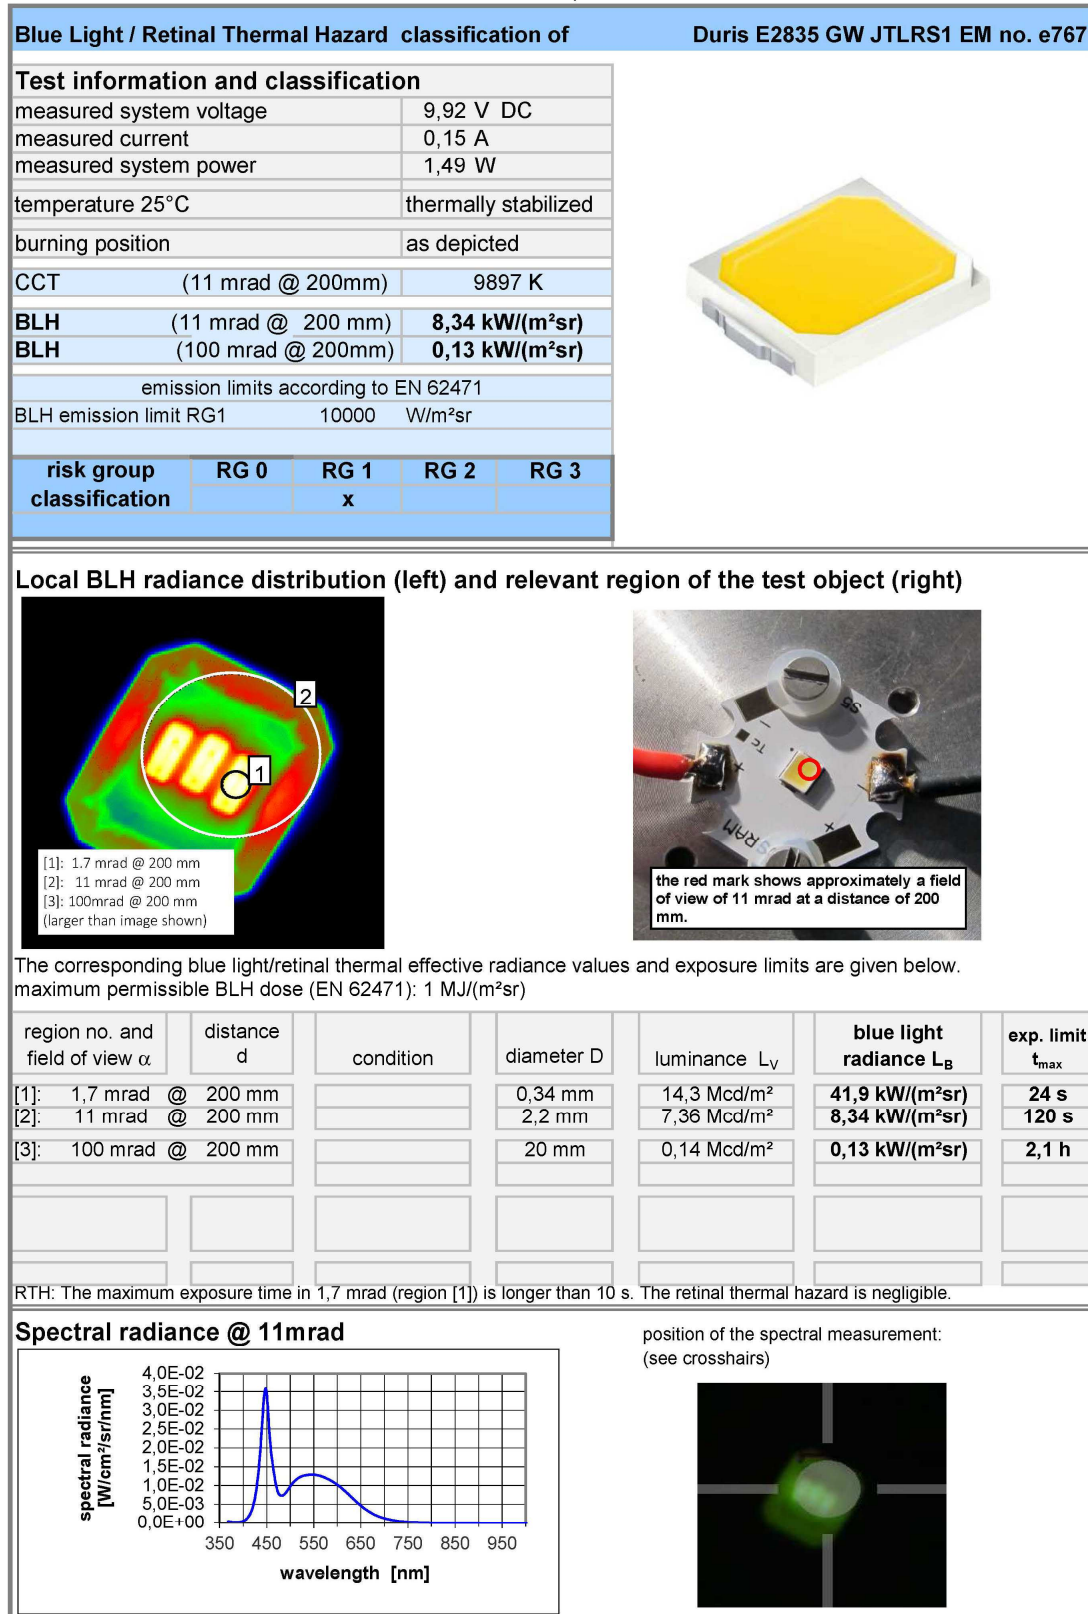 Blue Light / Retinal Thermal Hazard classification of Duris E2835 GW JTLRS1 EM no. e767
Test information and classification
measured system voltage 9,92 V DC
measured current 0,15 A
measured system power 1,49 W
temperature 25°C thermally stabilized
burning position as depicted
CCT (11 mrad @ 200mm) 9897 K
BLH (11 mrad @ 200 mm) 8,34 kW/(m²sr)
BLH (100 mrad @ 200mm) 0,13 kW/(m²sr)
emission limits according to EN 62471
BLH emission limit RG1 10000 W/m²sr
risk group RG 0 RG 1 RG 2 RG 3
classification x
Local BLH radiance distribution (left) and relevant region of the test object (right)
2
1
[1]: 1.7 mrad @ 200 mm
[2]: 11 mrad @ 200 mm
[3]: 100mrad @ 200 mm
(larger than image shown)
S5
Tc
+
−
OSRAM
+
the red mark shows approximately a field
of view of 11 mrad at a distance of 200
mm.
The corresponding blue light/retinal thermal effective radiance values and exposure limits are given below.
maximum permissible BLH dose (EN 62471): 1 MJ/(m²sr)
region no. and distance blue light exp. limit
field of view α d condition diameter D luminance Lᵥ radiance L_B t_max
[1]: 1,7 mrad @ 200 mm 0,34 mm 14,3 Mcd/m² 41,9 kW/(m²sr) 24 s
[2]: 11 mrad @ 200 mm 2,2 mm 7,36 Mcd/m² 8,34 kW/(m²sr) 120 s
[3]: 100 mrad @ 200 mm 20 mm 0,14 Mcd/m² 0,13 kW/(m²sr) 2,1 h
RTH: The maximum exposure time in 1,7 mrad (region [1]) is longer than 10 s. The retinal thermal hazard is negligible.
Spectral radiance @ 11mrad
position of the spectral measurement:
(see crosshairs)
spectral radiance
[W/cm²/sr/nm]
4,0E-02
3,5E-02
3,0E-02
2,5E-02
2,0E-02
1,5E-02
1,0E-02
5,0E-03
0,0E+00
350 450 550 650 750 850 950
wavelength [nm]